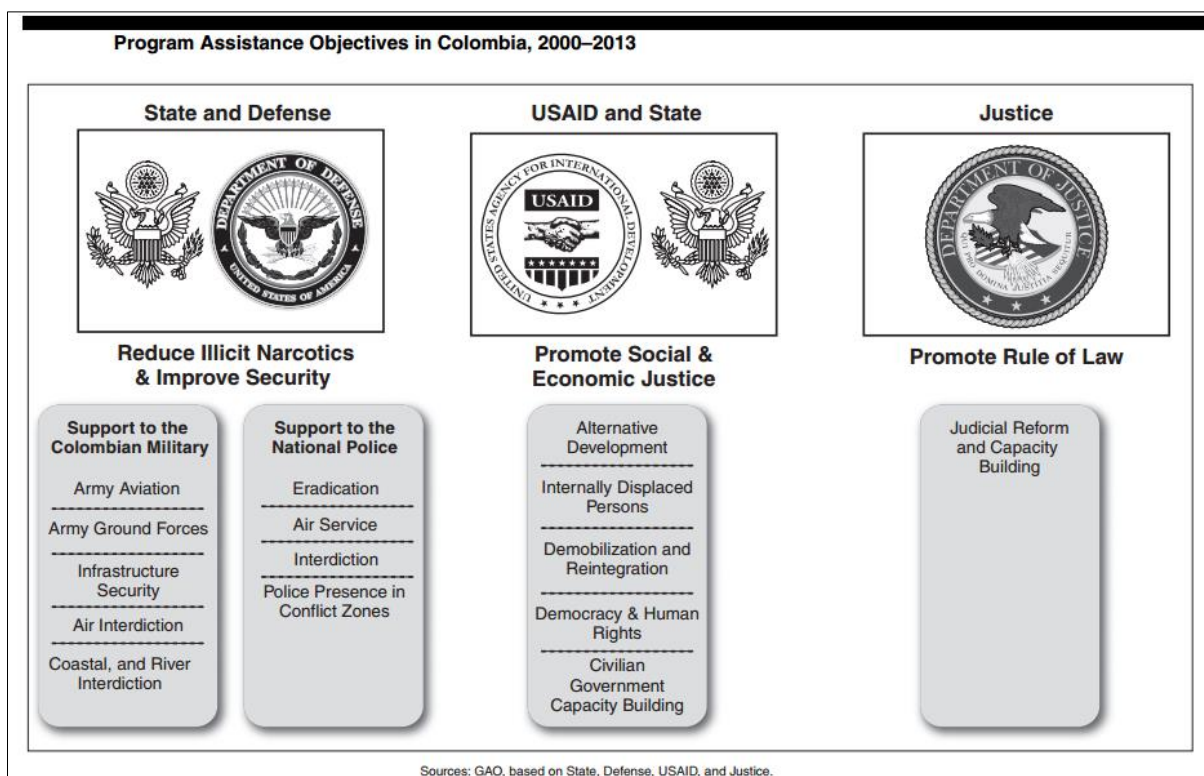 Program Assistance Objectives in Colombia, 2000–2013
State and Defense
DEPARTMENT OF DEFENSE
UNITED STATES OF AMERICA
Reduce Illicit Narcotics
& Improve Security
Support to the
Colombian Military
Army Aviation
Army Ground Forces
Infrastructure
Security
Air Interdiction
Coastal, and River
Interdiction
Support to the
National Police
Eradication
Air Service
Interdiction
Police Presence in
Conflict Zones
USAID and State
UNITED STATES AGENCY FOR INTERNATIONAL DEVELOPMENT
USAID
Promote Social &
Economic Justice
Alternative
Development
Internally Displaced
Persons
Demobilization and
Reintegration
Democracy & Human
Rights
Civilian
Government
Capacity Building
Justice
DEPARTMENT OF JUSTICE
QUI PRO DOMINA JUSTITIA SEQUITUR
Promote Rule of Law
Judicial Reform
and Capacity
Building
Sources: GAO, based on State, Defense, USAID, and Justice.